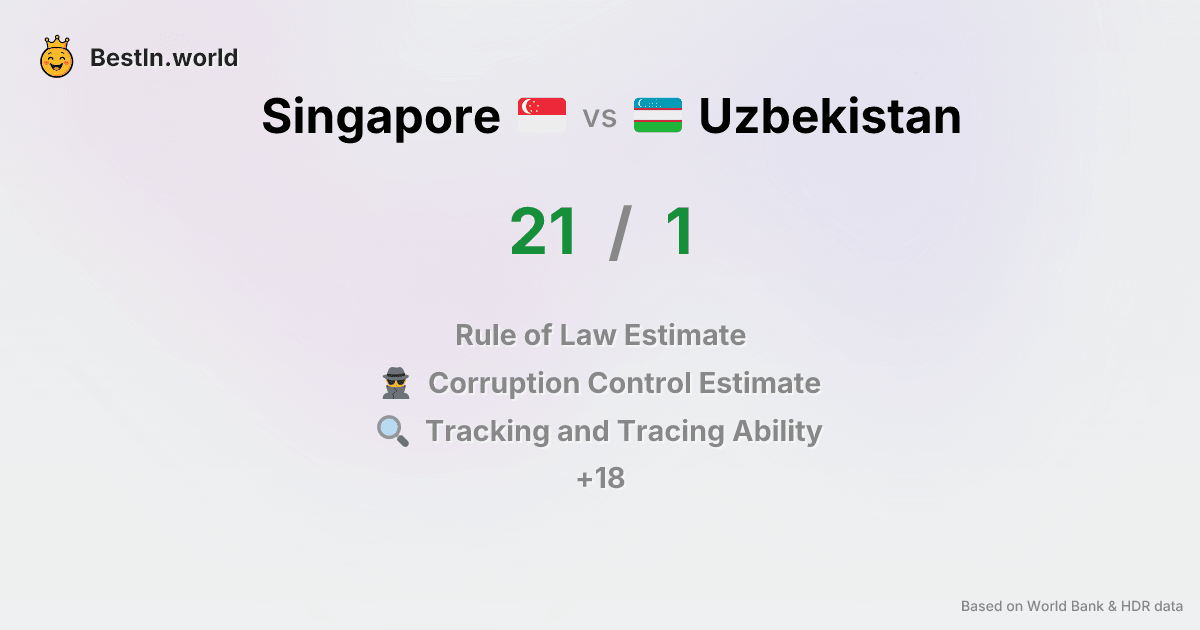 BestIn.world
Singapore vs Uzbekistan
21 / 1
Rule of Law Estimate
Corruption Control Estimate
Tracking and Tracing Ability
+18
Based on World Bank & HDR data